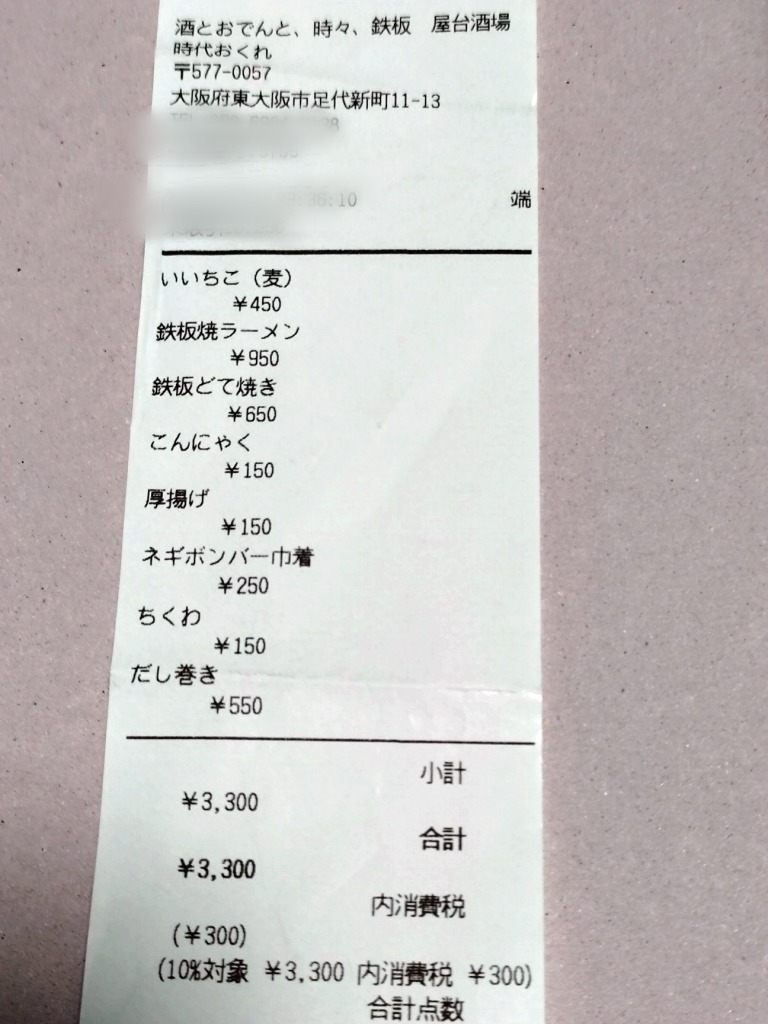 酒とおでんと、時々、鉄板　屋台酒場
時代おくれ
〒577-0057
大阪府東大阪市足代新町11-13
:36:10 端
いいちこ（麦）
￥450
鉄板焼ラーメン
￥950
鉄板どて焼き
￥650
こんにゃく
￥150
厚揚げ
￥150
ネギボンバー巾着
￥250
ちくわ
￥150
だし巻き
￥550
小計
￥3,300
合計
￥3,300
内消費税
(￥300)
(10%対象 ￥3,300 内消費税 ￥300)
合計点数